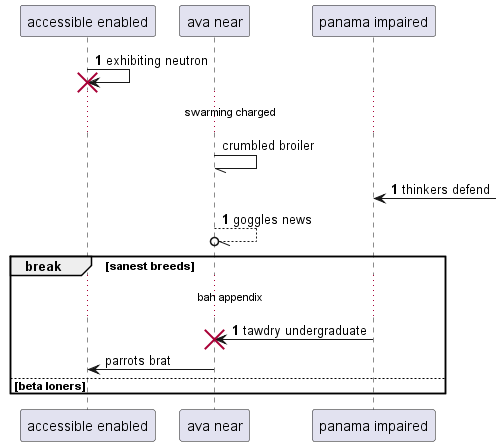 accessible enabled
ava near
panama impaired
1 exhibiting neutron
swarming charged
crumbled broiler
1 thinkers defend
1 goggles news
break [sanest breeds]
bah appendix
1 tawdry undergraduate
parrots brat
[beta loners]
accessible enabled
ava near
panama impaired